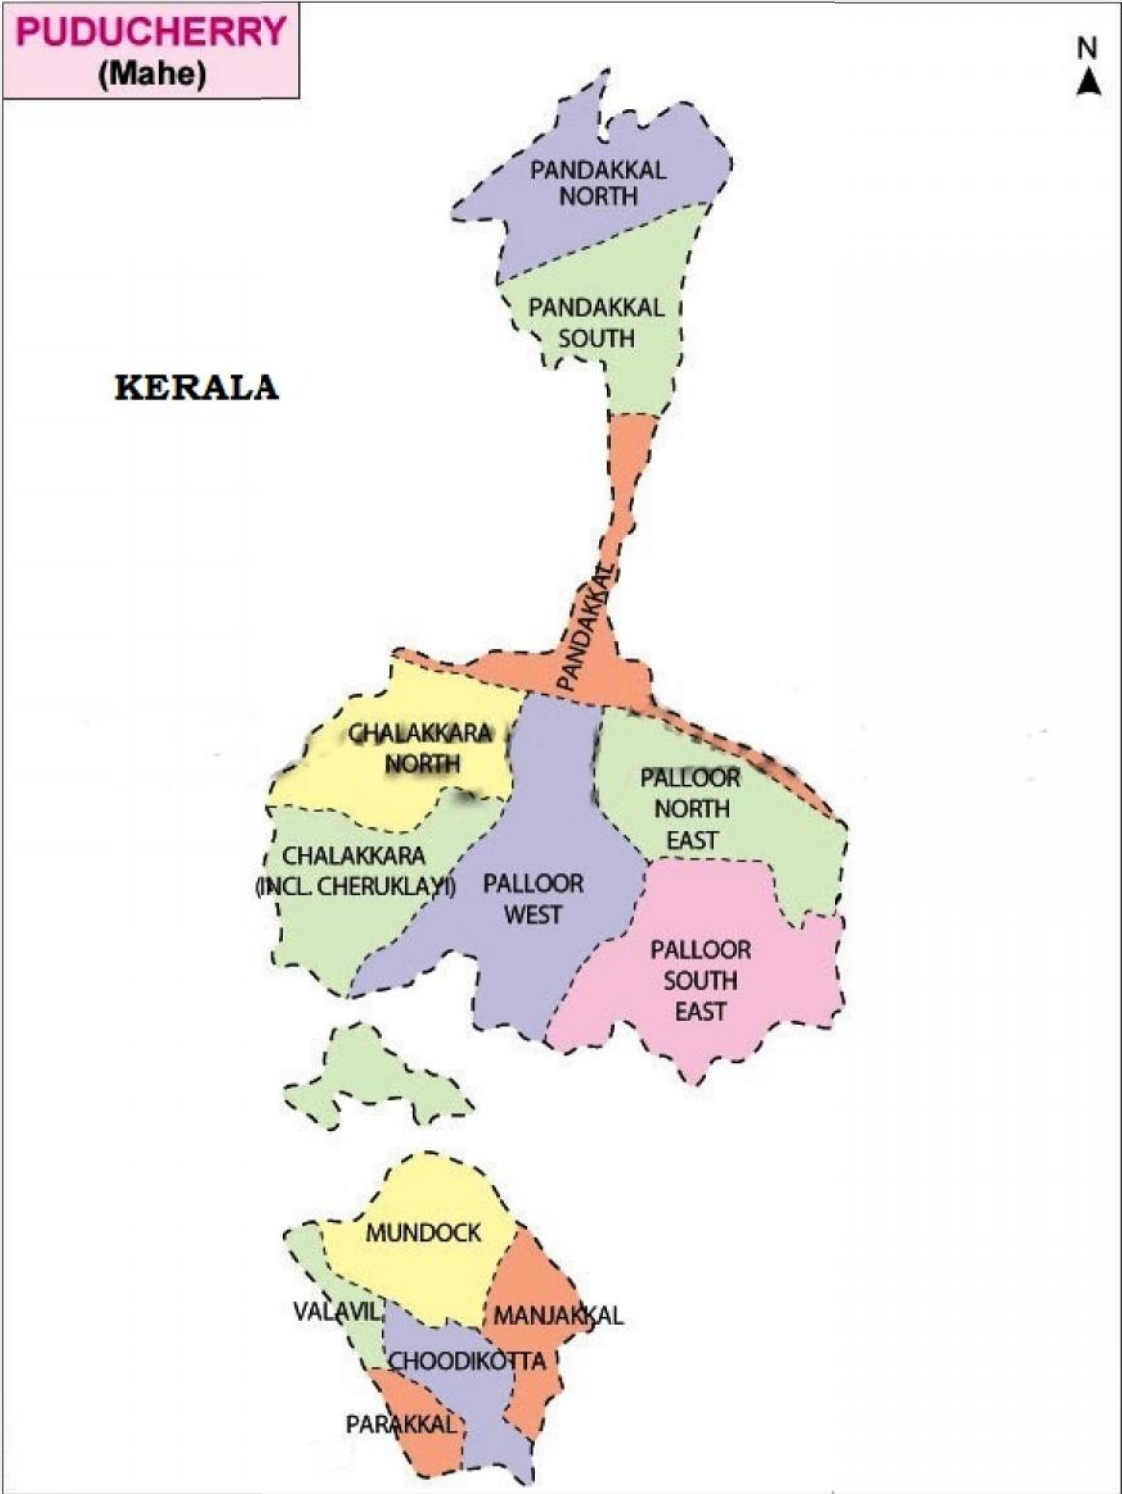 PUDUCHERRY
(Mahe)
N
PANDAKKAL
NORTH
PANDAKKAL
SOUTH
KERALA
PANDAKKAL
CHALAKKARA
NORTH
PALLOOR
NORTH
EAST
CHALAKKARA
(INCL. CHERUKLAYI)
PALLOOR
WEST
PALLOOR
SOUTH
EAST
MUNDOCK
VALAVIL
MANJAKKAL
CHOODIKOTTA
PARAKKAL